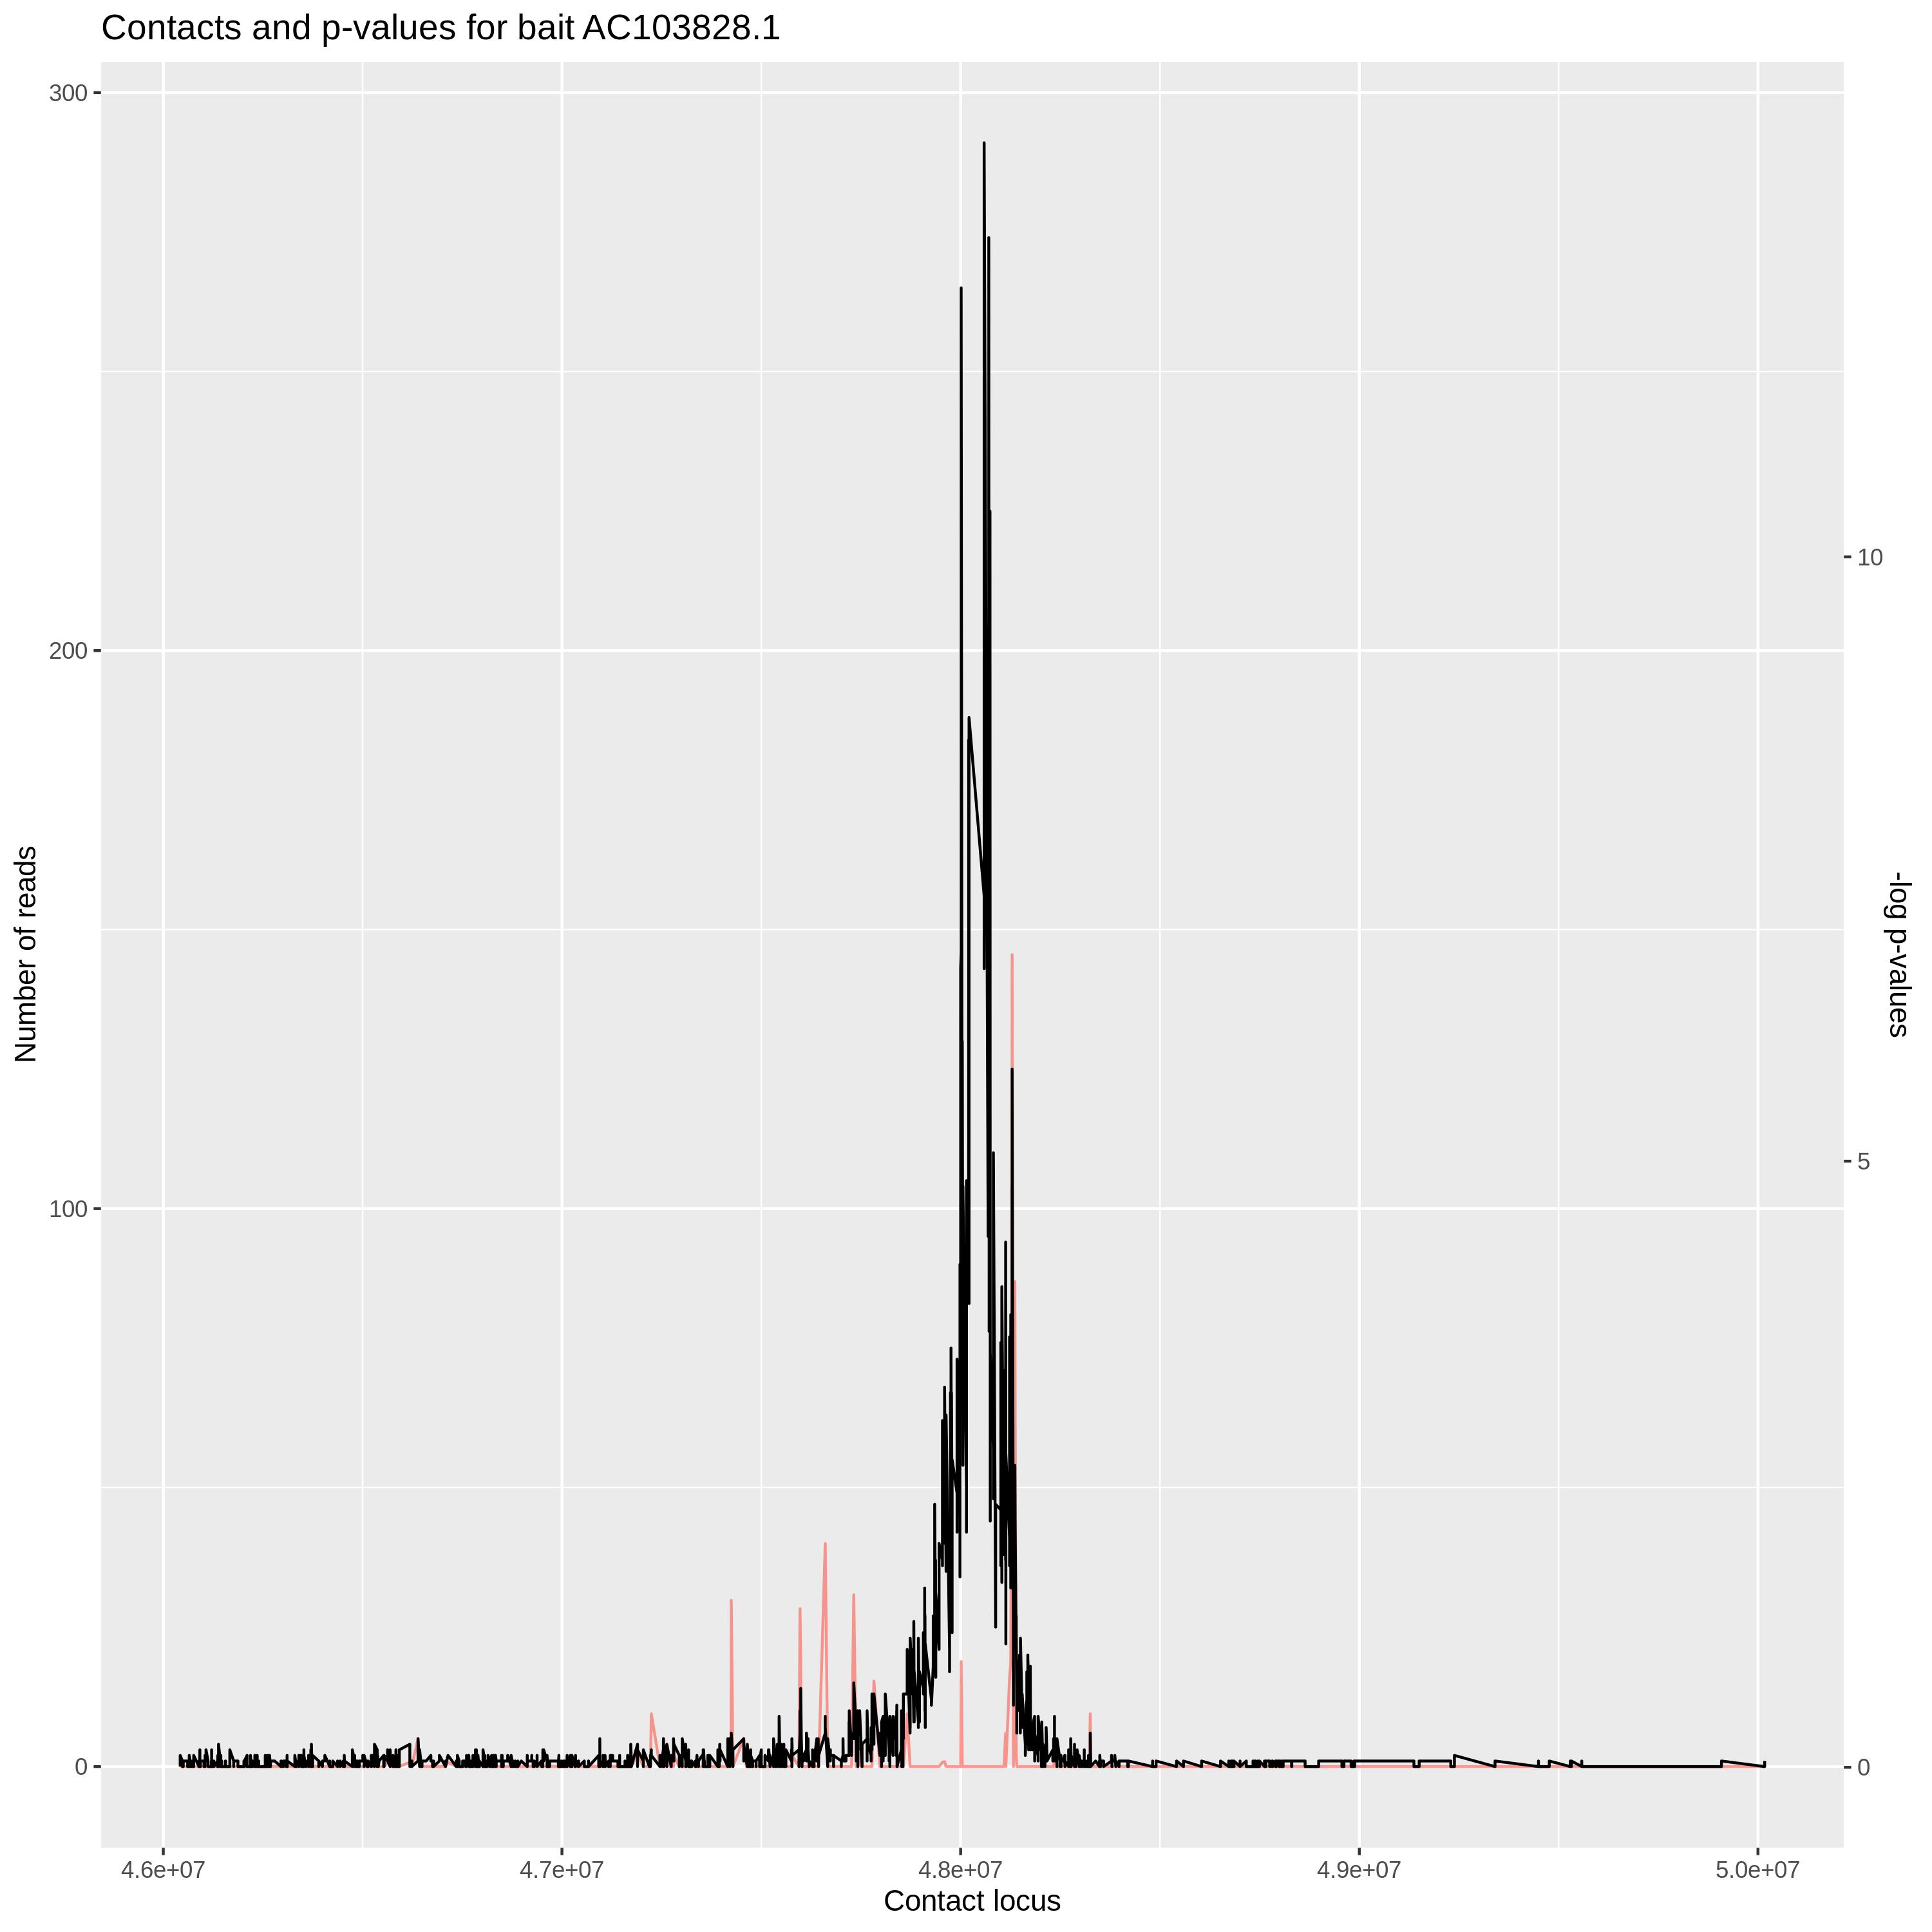 Contacts and p-values for bait AC103828.1
300
200
100
0
Number of reads
10
5
0
-log p-values
4.6e+07 4.7e+07 4.8e+07 4.9e+07 5.0e+07
Contact locus